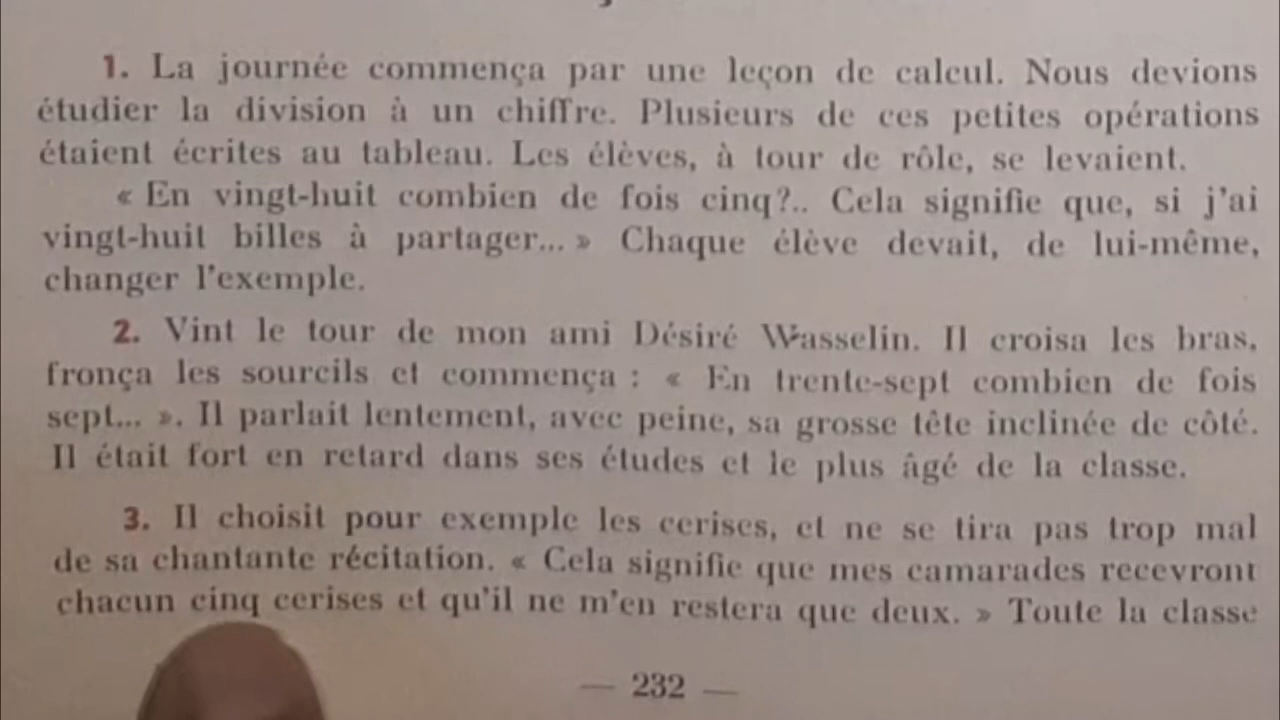 1. La journée commença par une leçon de calcul. Nous devions
étudier la division à un chiffre. Plusieurs de ces petites opérations
étaient écrites au tableau. Les élèves, à tour de rôle, se levaient.
« En vingt-huit combien de fois cinq?.. Cela signifie que, si j'ai
vingt-huit billes à partager... » Chaque élève devait, de lui-même,
changer l'exemple.
2. Vint le tour de mon ami Désiré Wasselin. Il croisa les bras,
fronça les sourcils et commença : « En trente-sept combien de fois
sept... ». Il parlait lentement, avec peine, sa grosse tête inclinée de côté.
Il était fort en retard dans ses études et le plus âgé de la classe.
3. Il choisit pour exemple les cerises, et ne se tira pas trop mal
de sa chantante récitation. « Cela signifie que mes camarades recevront
chacun cinq cerises et qu'il ne m'en restera que deux. » Toute la classe
— 232 —